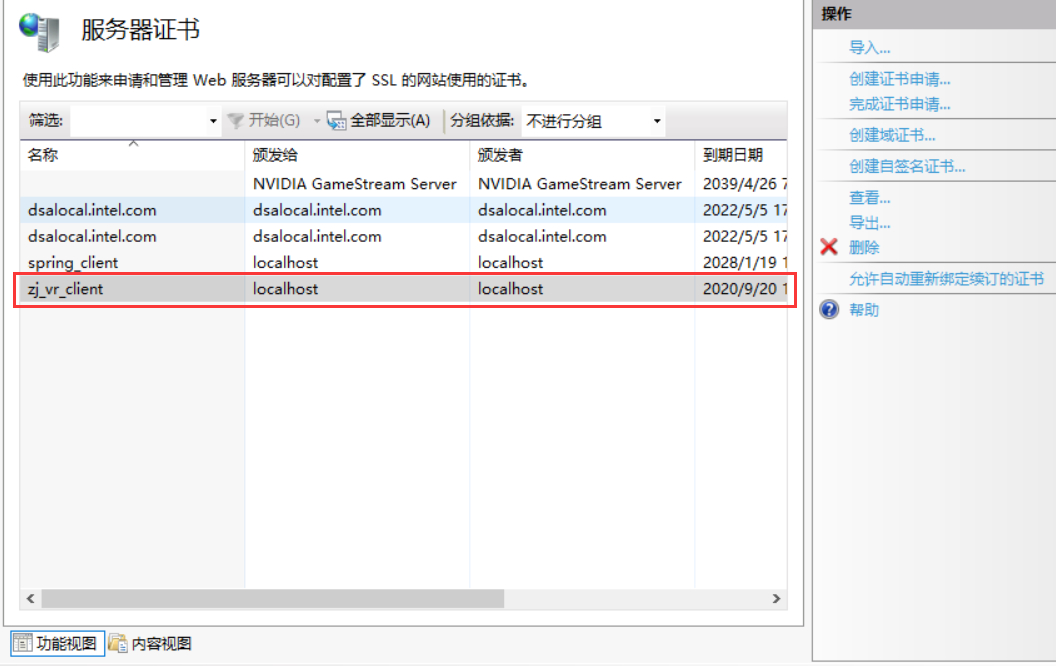 服务器证书
使用此功能来申请和管理 Web 服务器可以对配置了 SSL 的网站使用的证书。
筛选: 开始(G) 全部显示(A) 分组依据: 不进行分组
名称 颁发给 颁发者 到期日期
NVIDIA GameStream Server NVIDIA GameStream Server 2039/4/26 7
dsalocal.intel.com dsalocal.intel.com dsalocal.intel.com 2022/5/5 17
dsalocal.intel.com dsalocal.intel.com dsalocal.intel.com 2022/5/5 17
spring_client localhost localhost 2028/1/19 1
zj_vr_client localhost localhost 2020/9/20 1
功能视图 内容视图
操作
导入...
创建证书申请...
完成证书申请...
创建域证书...
创建自签名证书...
查看...
导出...
删除
允许自动重新绑定续订的证书
帮助